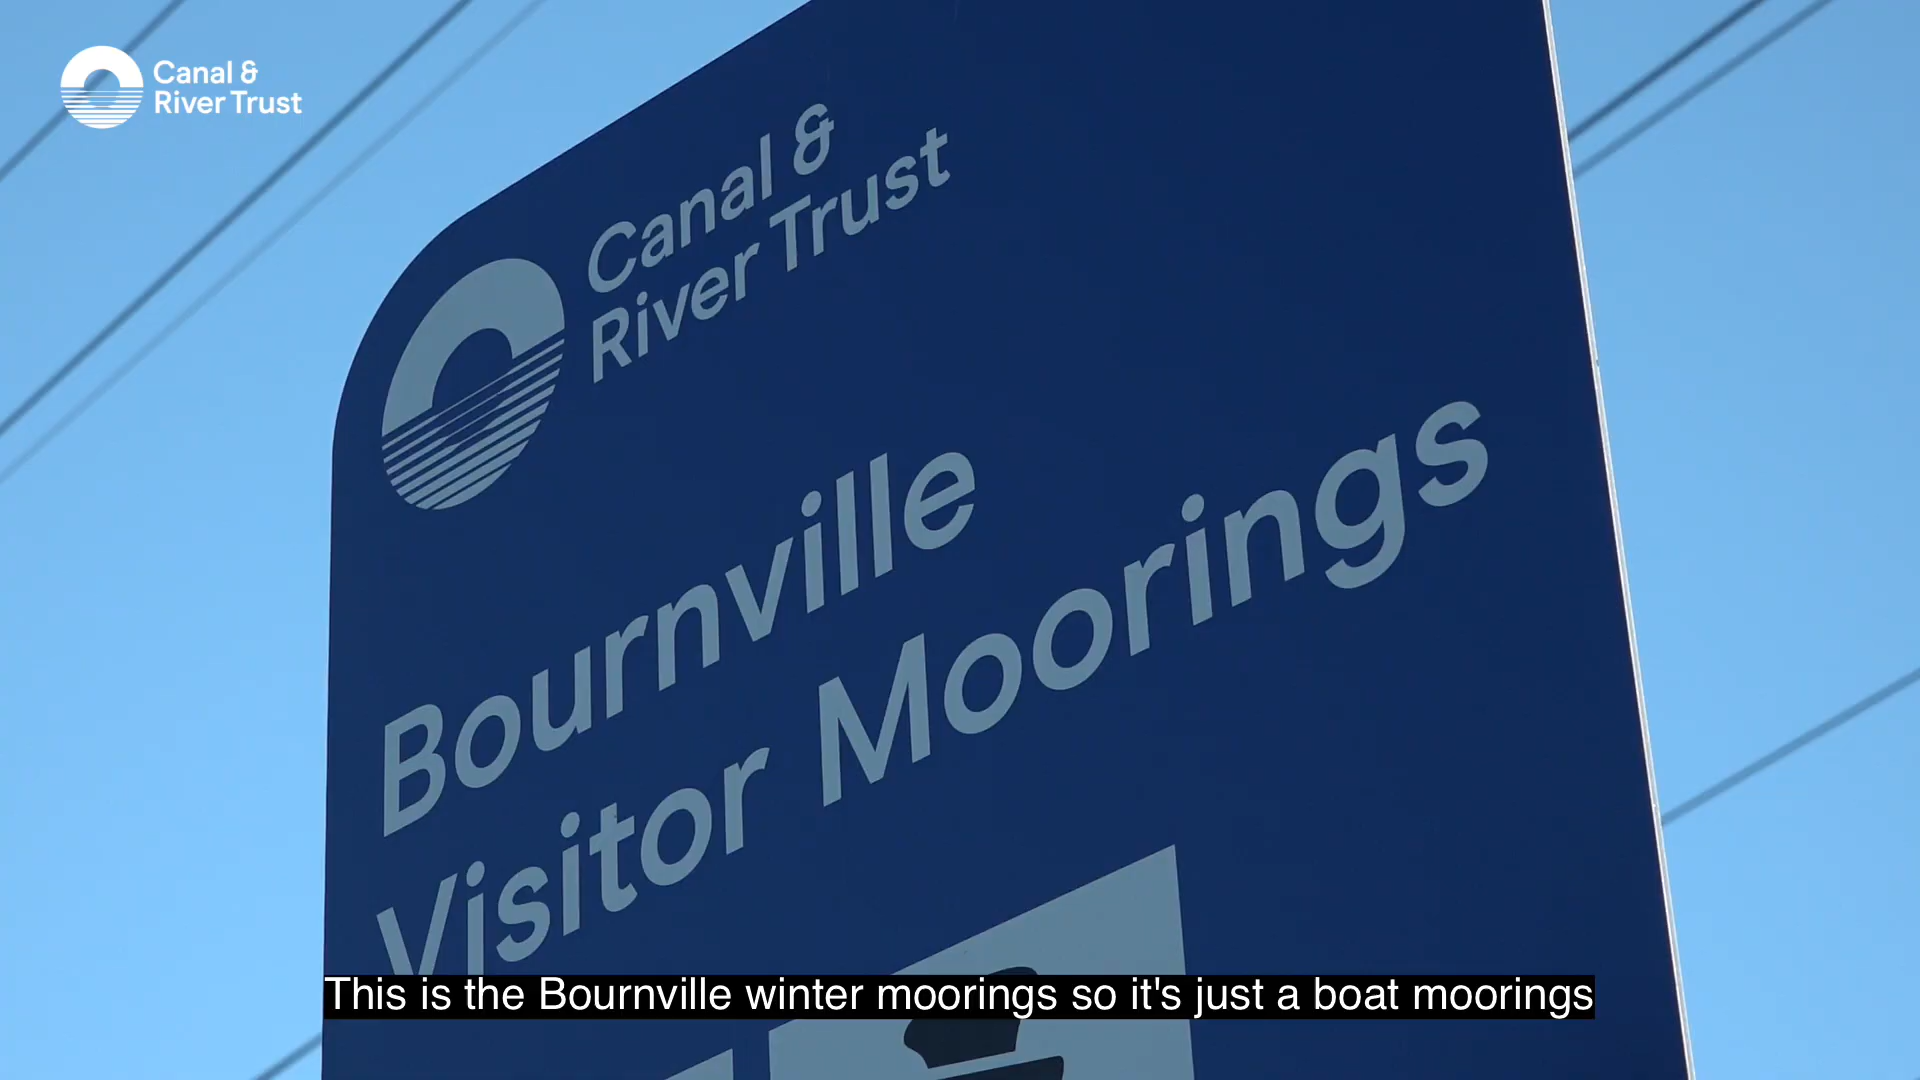 Canal &
River Trust
Canal &
River Trust
Bournville
Visitor Moorings
This is the Bournville winter moorings so it's just a boat moorings